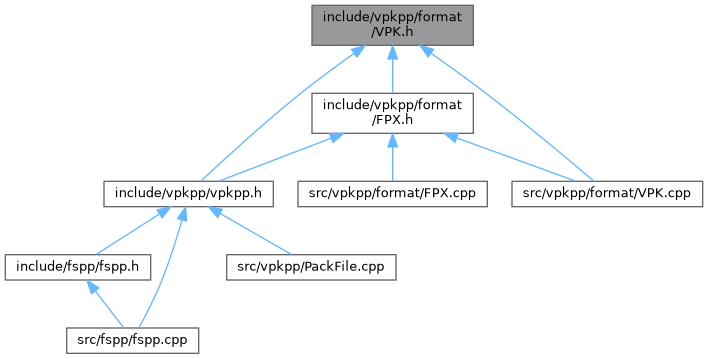 include/vpkpp/format
/VPK.h
include/vpkpp/format
/FPX.h
include/vpkpp/vpkpp.h
src/vpkpp/format/FPX.cpp
src/vpkpp/format/VPK.cpp
include/fspp/fspp.h
src/vpkpp/PackFile.cpp
src/fspp/fspp.cpp